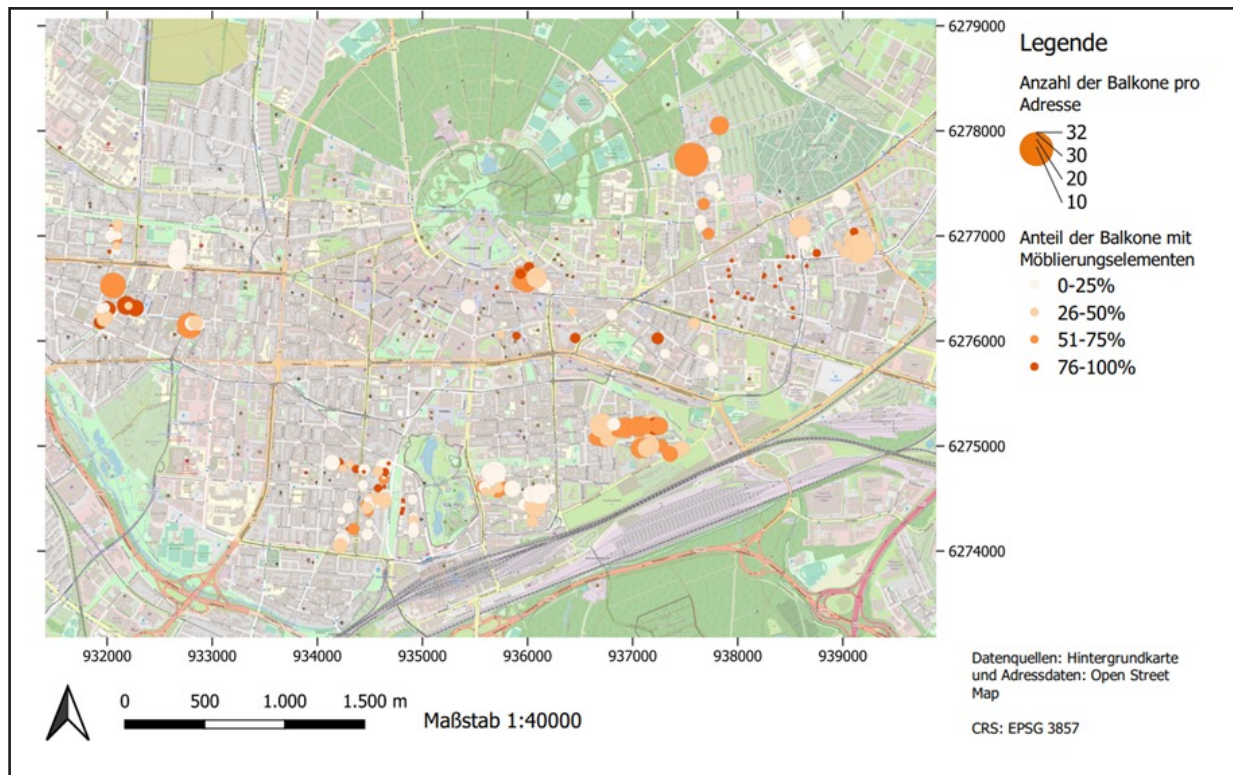 6279000
6278000
6277000
6276000
6275000
6274000
932000
933000
934000
935000
936000
937000
938000
939000
Legende
Anzahl der Balkone pro
Adresse
32
30
20
10
Anteil der Balkone mit
Möblierungselementen
0-25%
26-50%
51-75%
76-100%
0
500
1.000
1.500 m
Maßstab 1:40000
Datenquellen: Hintergrundkarte
und Adressdaten: Open Street
Map
CRS: EPSG 3857